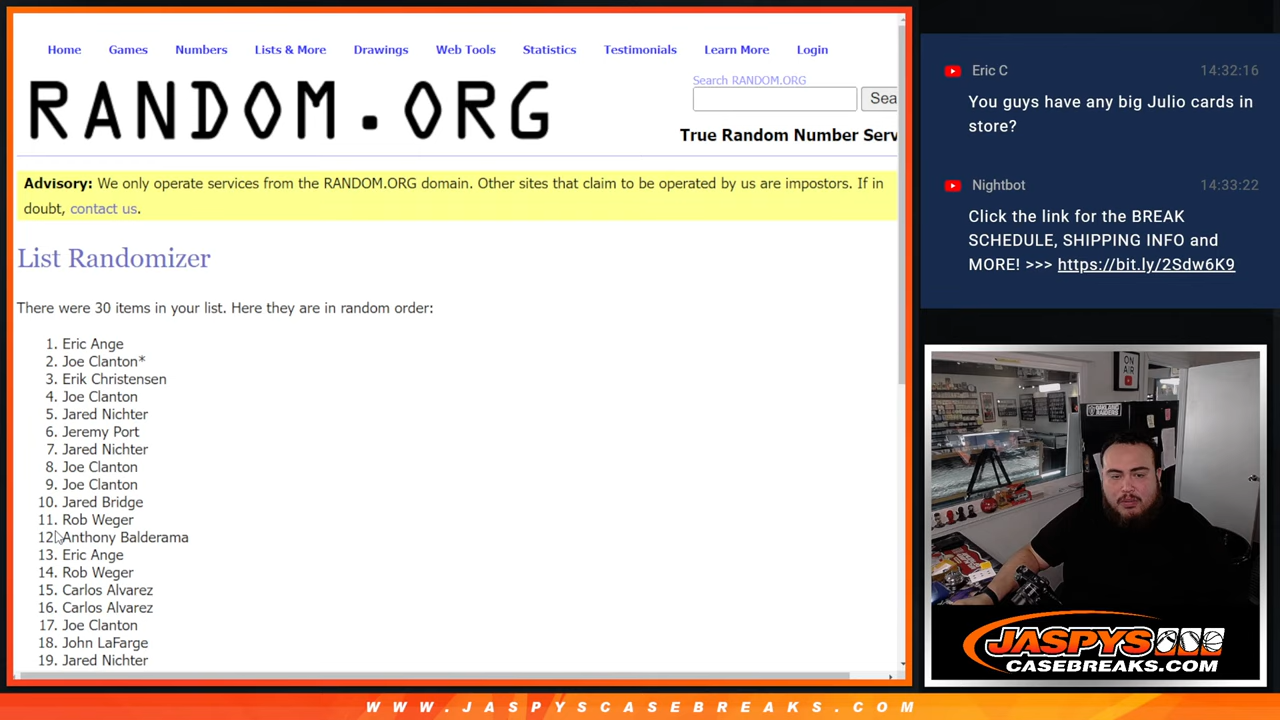 Home Games Numbers Lists & More Drawings Web Tools Statistics Testimonials Learn More Login
RANDOM.ORG
Search RANDOM.ORG
Sea
True Random Number Serv
Advisory: We only operate services from the RANDOM.ORG domain. Other sites that claim to be operated by us are impostors. If in
doubt, contact us.
List Randomizer
There were 30 items in your list. Here they are in random order:
1. Eric Ange
2. Joe Clanton*
3. Erik Christensen
4. Joe Clanton
5. Jared Nichter
6. Jeremy Port
7. Jared Nichter
8. Joe Clanton
9. Joe Clanton
10. Jared Bridge
11. Rob Weger
12. Anthony Balderama
13. Eric Ange
14. Rob Weger
15. Carlos Alvarez
16. Carlos Alvarez
17. Joe Clanton
18. John LaFarge
19. Jared Nichter
Eric C 14:32:16
You guys have any big Julio cards in
store?
Nightbot 14:33:22
Click the link for the BREAK
SCHEDULE, SHIPPING INFO and
MORE! >>> https://bit.ly/2Sdw6K9
ON
AIR
JASPYS
CASEBREAKS.COM
WWW.JASPYSCASEBREAKS.COM